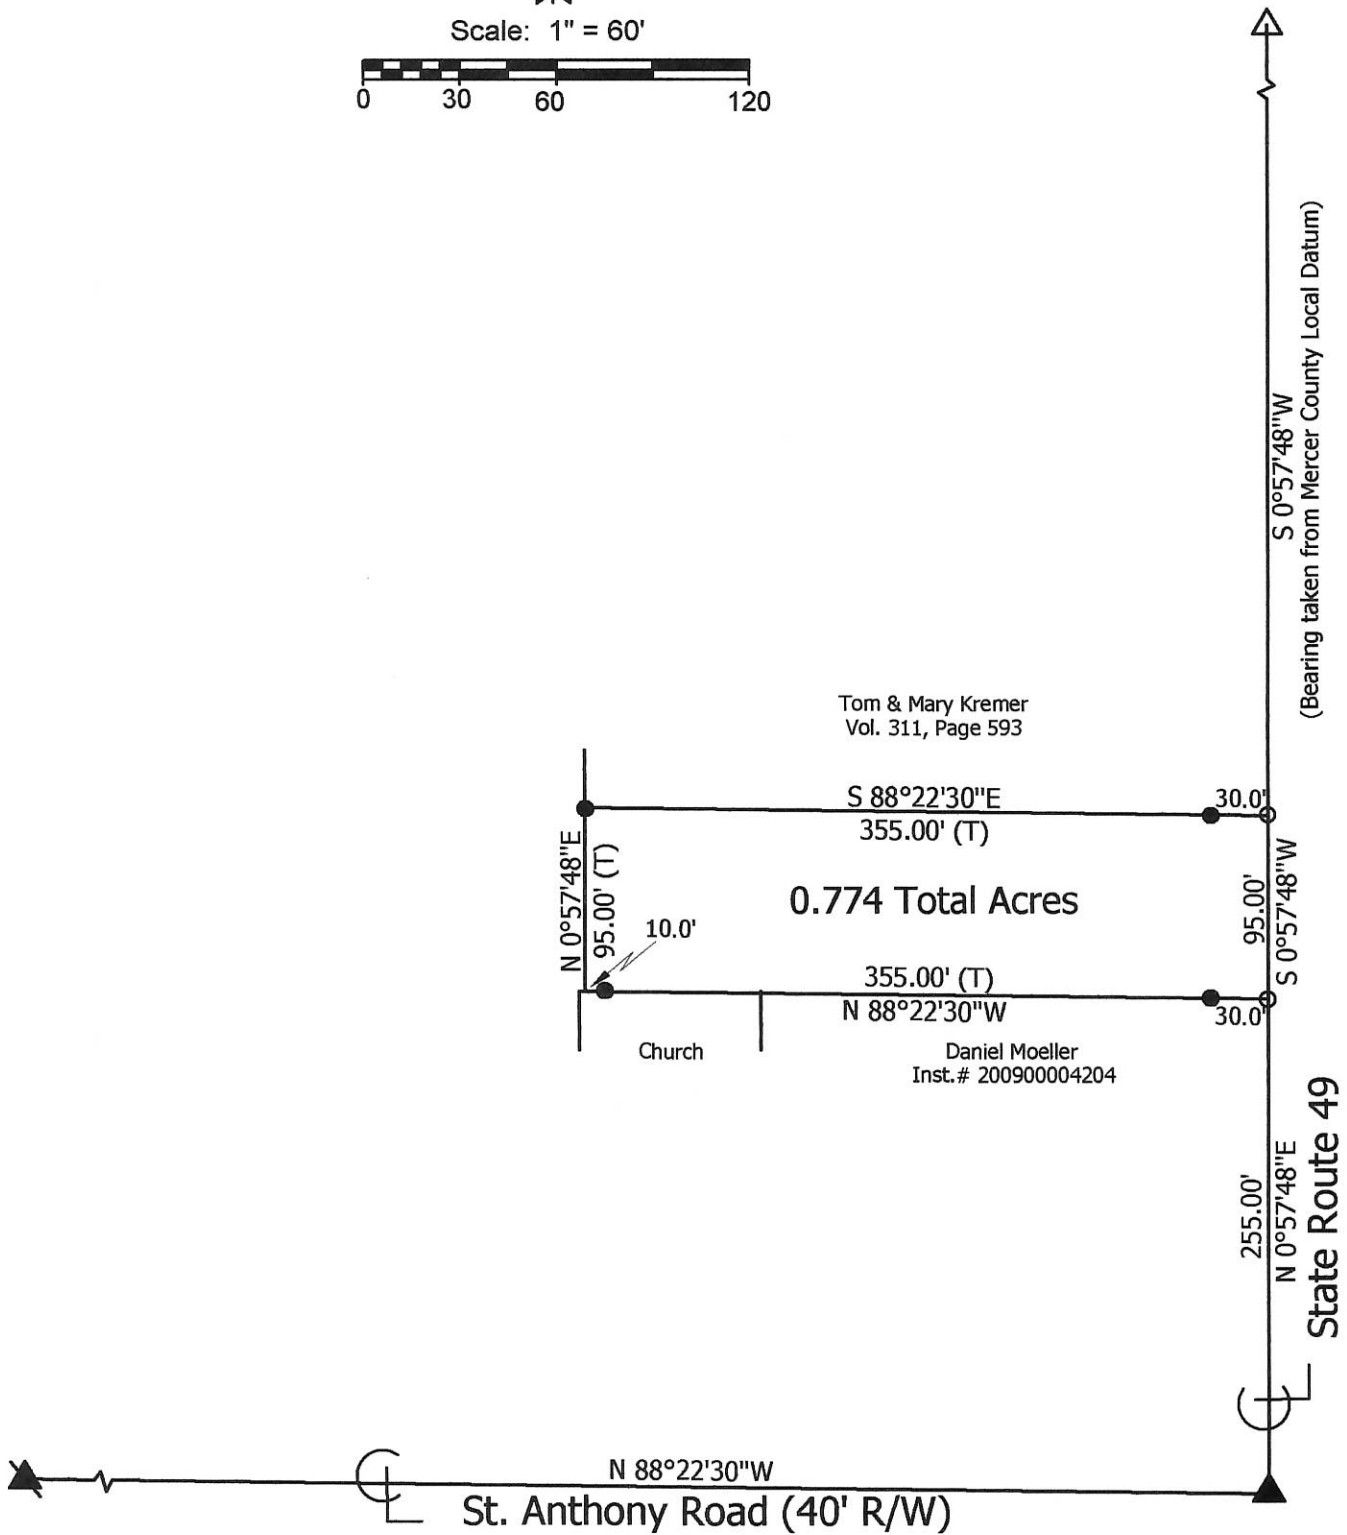 Scale: 1" = 60'
0 30 60 120
S 0°57'48"W
(Bearing taken from Mercer County Local Datum)
Tom & Mary Kremer
Vol. 311, Page 593
S 88°22'30"E
30.0'
355.00' (T)
N 0°57'48"E
95.00' (T)
0.774 Total Acres
95.00'
S 0°57'48"W
10.0'
355.00' (T)
N 88°22'30"W
30.0'
Church
Daniel Moeller
Inst.# 200900004204
255.00'
N 0°57'48"E
State Route 49
N 88°22'30"W
St. Anthony Road (40' R/W)